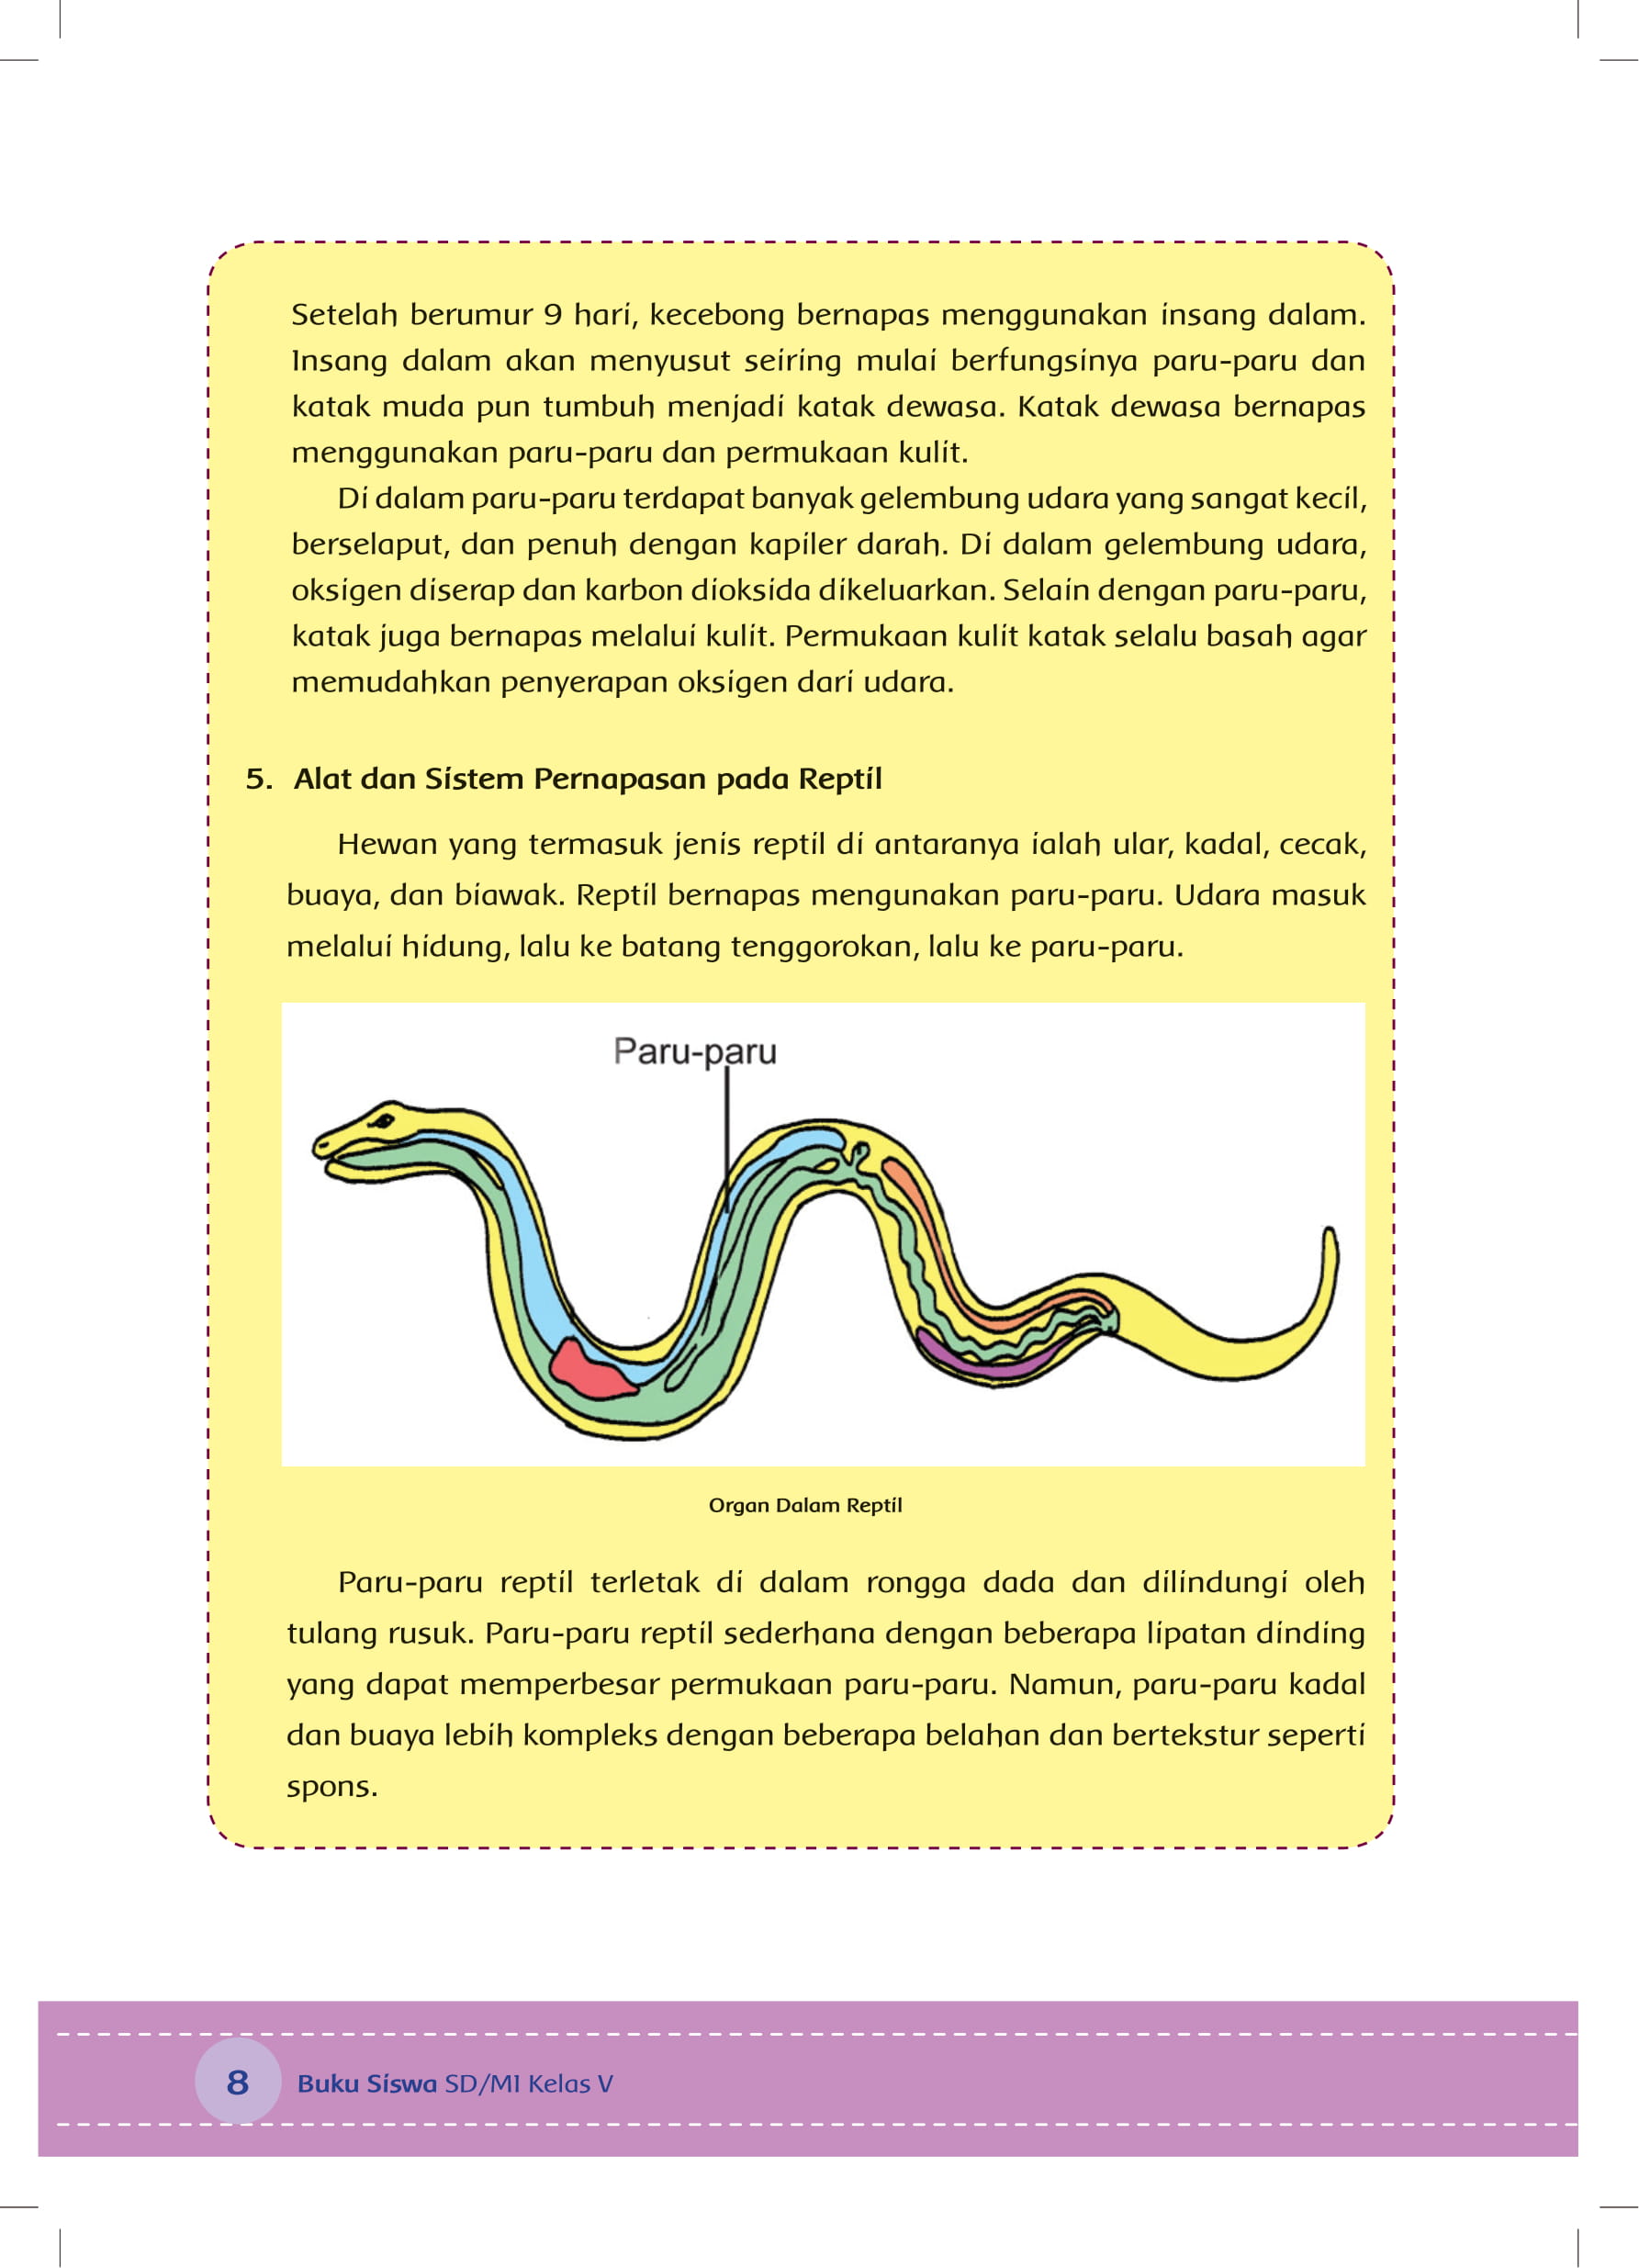 Setelah berumur 9 hari, kecebong bernapas menggunakan insang dalam.
Insang dalam akan menyusut seiring mulai berfungsinya paru-paru dan
katak muda pun tumbuh menjadi katak dewasa. Katak dewasa bernapas
menggunakan paru-paru dan permukaan kulit.
Di dalam paru-paru terdapat banyak gelembung udara yang sangat kecil,
berselaput, dan penuh dengan kapiler darah. Di dalam gelembung udara,
oksigen diserap dan karbon dioksida dikeluarkan. Selain dengan paru-paru,
katak juga bernapas melalui kulit. Permukaan kulit katak selalu basah agar
memudahkan penyerapan oksigen dari udara.
5. Alat dan Sistem Pernapasan pada Reptil
Hewan yang termasuk jenis reptil di antaranya ialah ular, kadal, cecak,
buaya, dan biawak. Reptil bernapas mengunakan paru-paru. Udara masuk
melalui hidung, lalu ke batang tenggorokan, lalu ke paru-paru.
Paru-paru
Organ Dalam Reptil
Paru-paru reptil terletak di dalam rongga dada dan dilindungi oleh
tulang rusuk. Paru-paru reptil sederhana dengan beberapa lipatan dinding
yang dapat memperbesar permukaan paru-paru. Namun, paru-paru kadal
dan buaya lebih kompleks dengan beberapa belahan dan bertekstur seperti
spons.
8 Buku Siswa SD/MI Kelas V